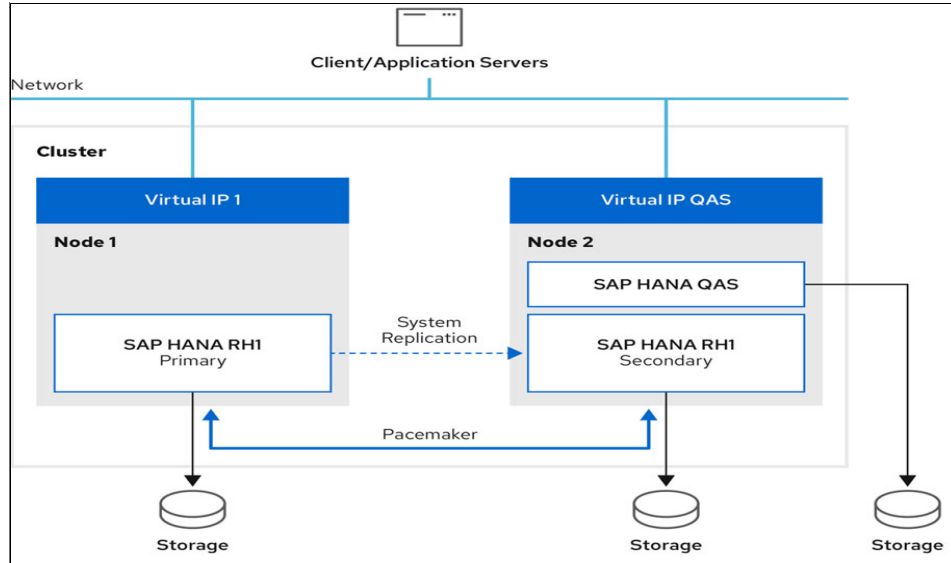 Client/Application Servers
Network
Cluster
Virtual IP 1
Virtual IP QAS
Node 1
Node 2
SAP HANA QAS
System
Replication
SAP HANA RH1
Primary
SAP HANA RH1
Secondary
Pacemaker
Storage
Storage
Storage